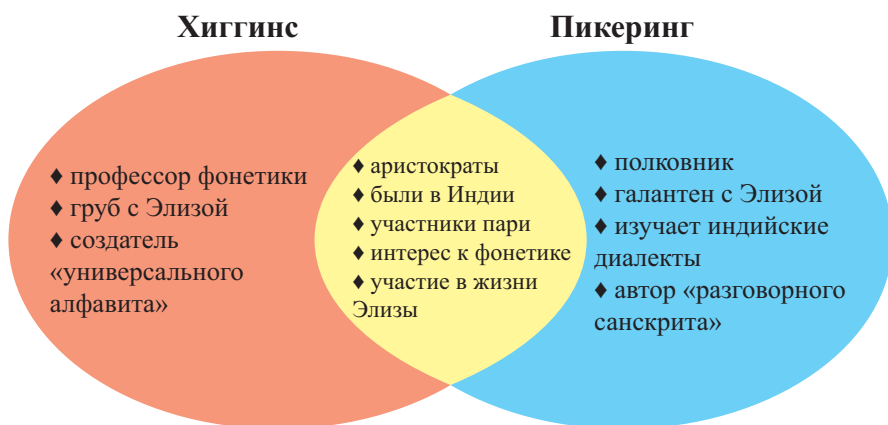 Хиггинс
Пикеринг
♦ профессор фонетики
♦ груб с Элизой
♦ создатель
«универсального
алфавита»
♦ аристократы
♦ были в Индии
♦ участники пари
♦ интерес к фонетике
♦ участие в жизни
Элизы
♦ полковник
♦ галантен с Элизой
♦ изучает индийские
диалекты
♦ автор «разговорного
санскрита»